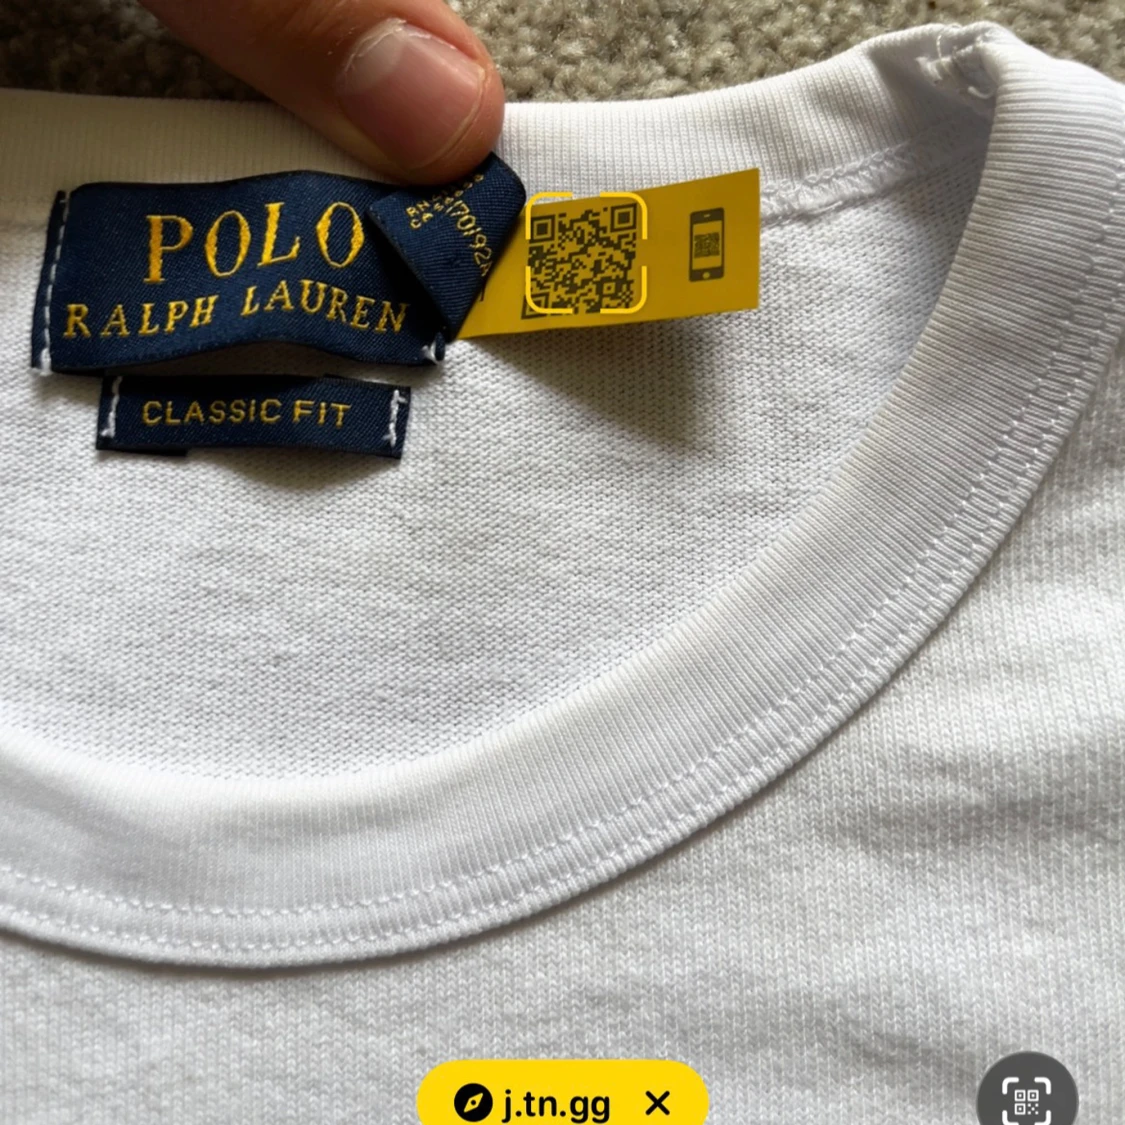 POLO
RALPH LAUREN
CLASSIC FIT
j.tn.gg